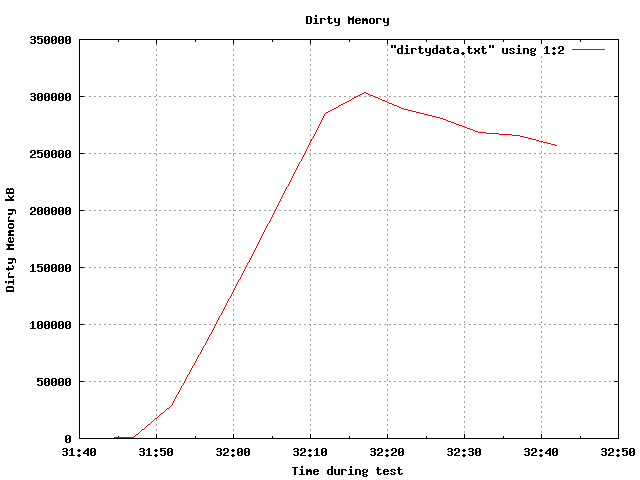 Dirty Memory
350000
"dirtydata.txt" using 1:2
300000
250000
200000
150000
100000
50000
0
Dirty Memory kB
31:40 31:50 32:00 32:10 32:20 32:30 32:40 32:50
Time during test